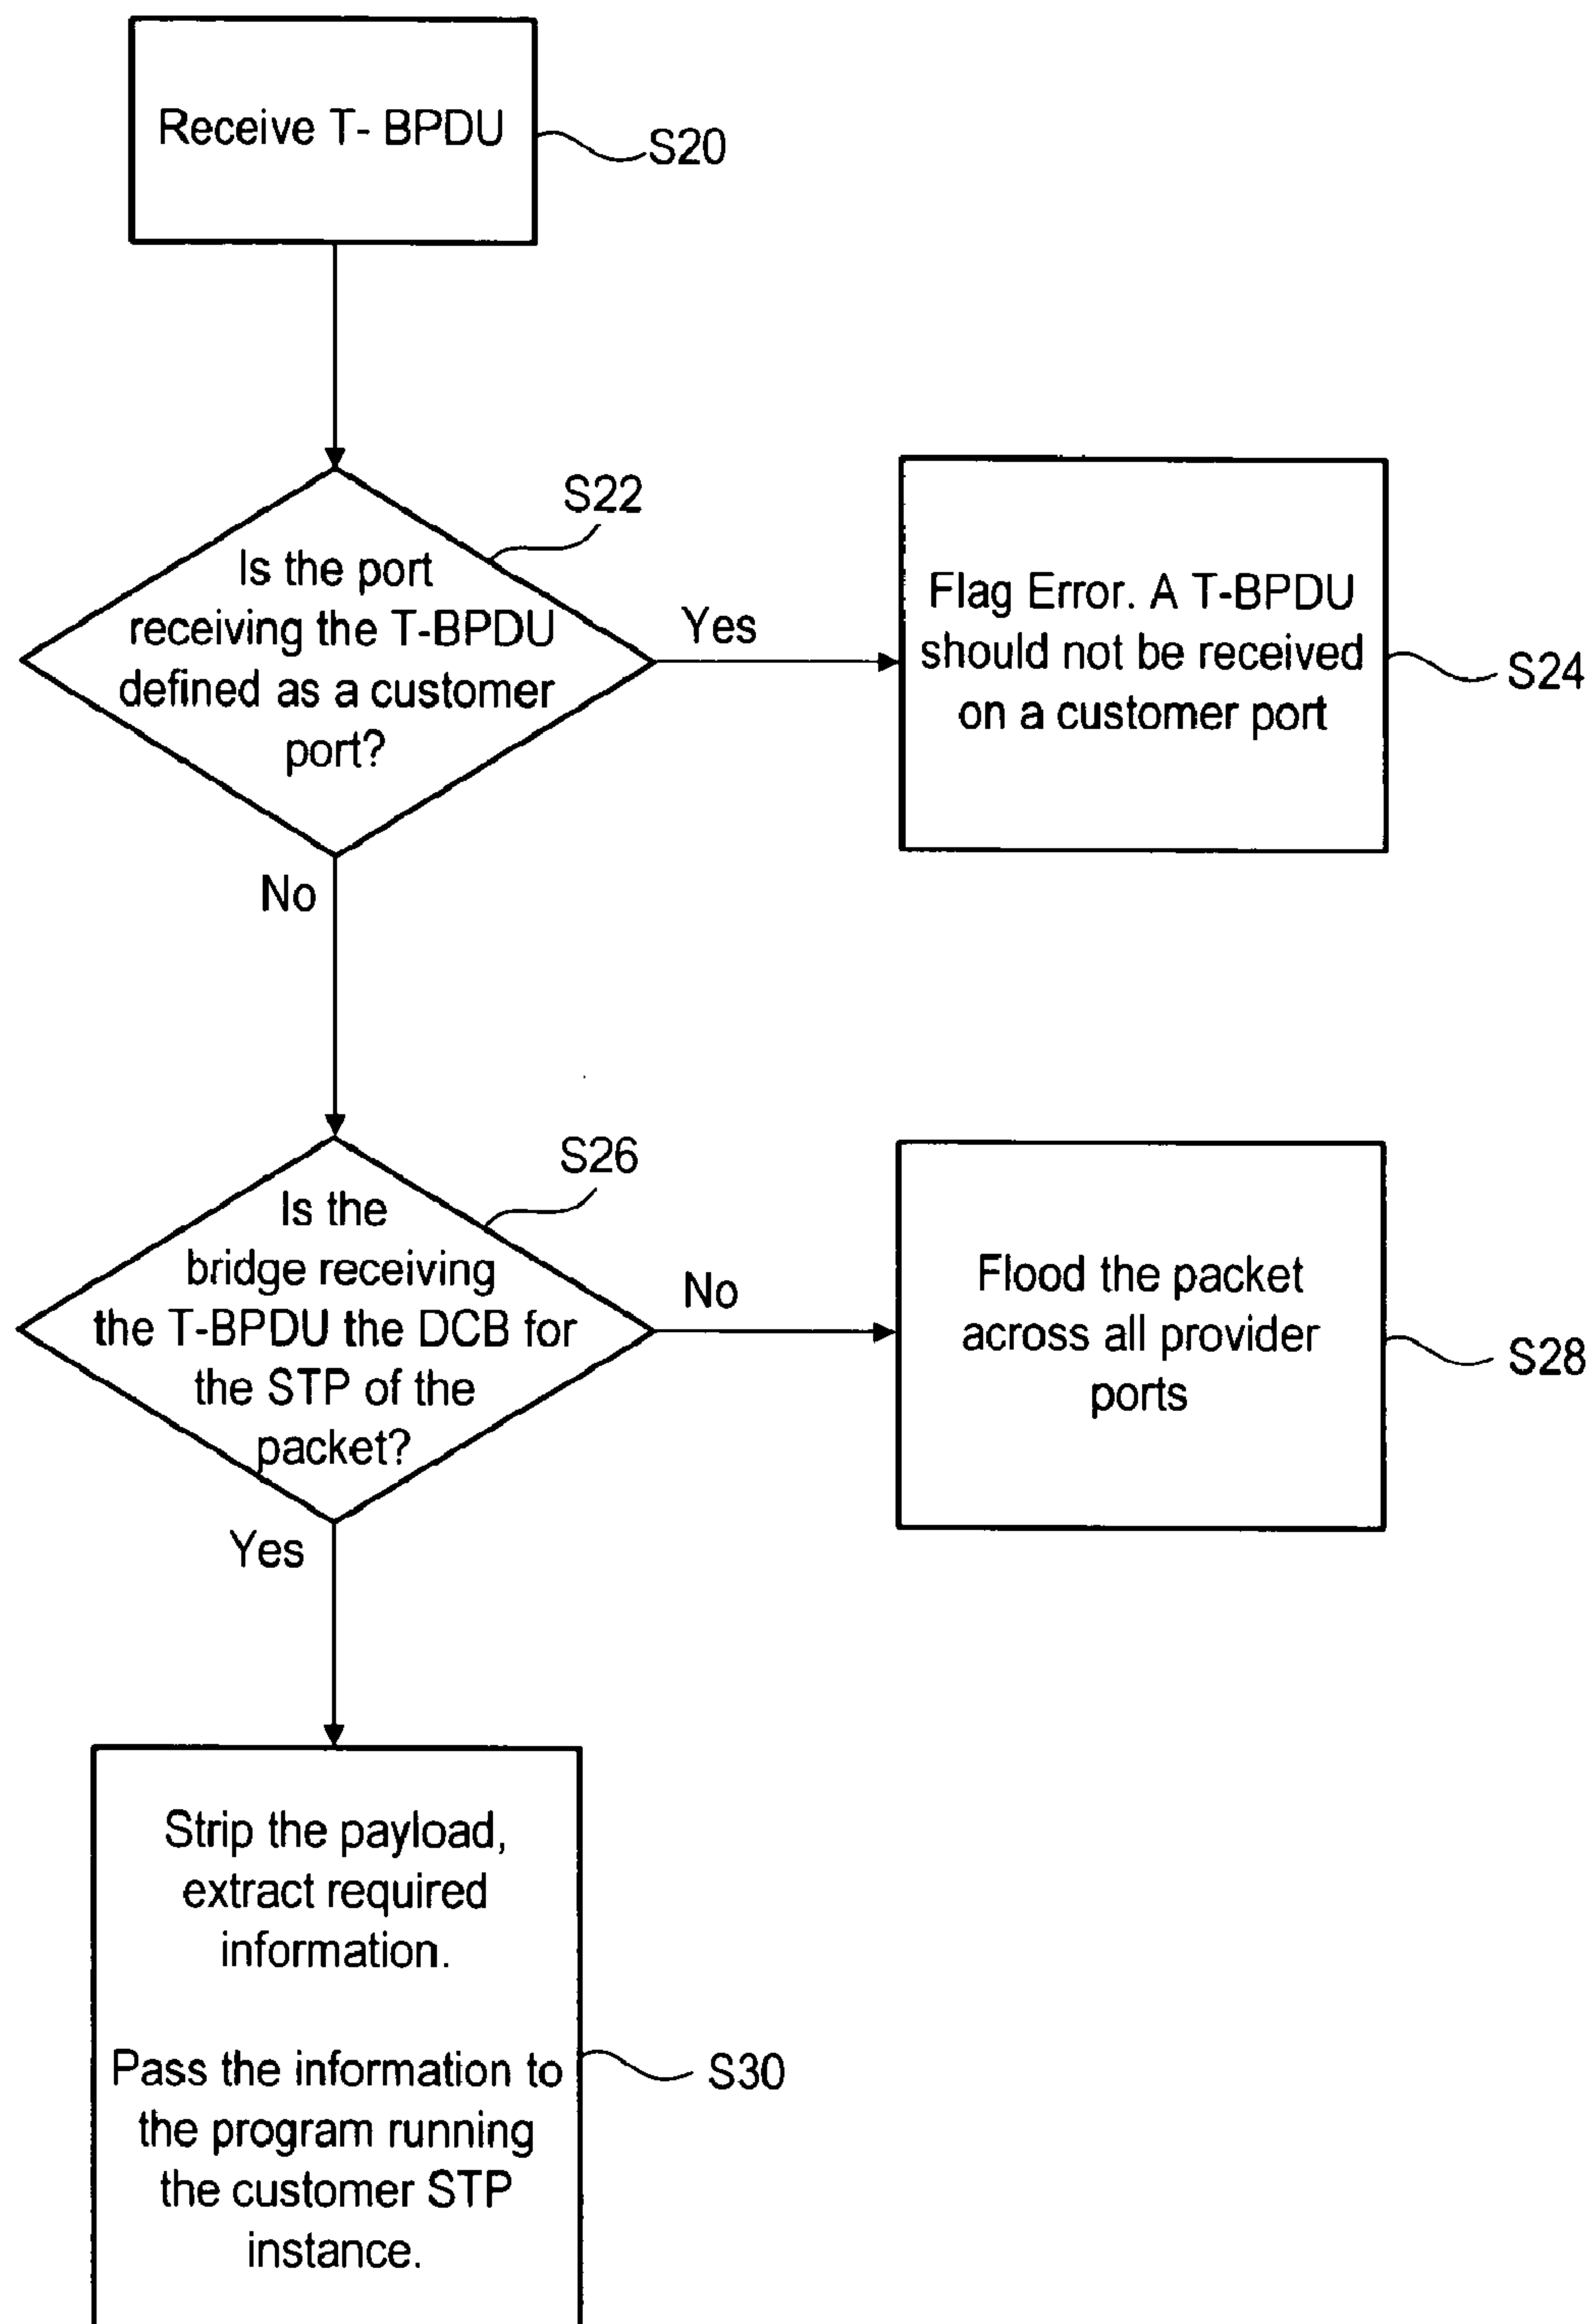 Receive T- BPDU
S20
S22
Is the port
receiving the T-BPDU
defined as a customer
port?
Yes
Flag Error. A T-BPDU
should not be received
on a customer port
S24
No
S26
Is the
bridge receiving
the T-BPDU the DCB for
the STP of the
packet?
No
Flood the packet
across all provider
ports
S28
Yes
Strip the payload,
extract required
information.
Pass the information to
the program running
the customer STP
instance.
S30